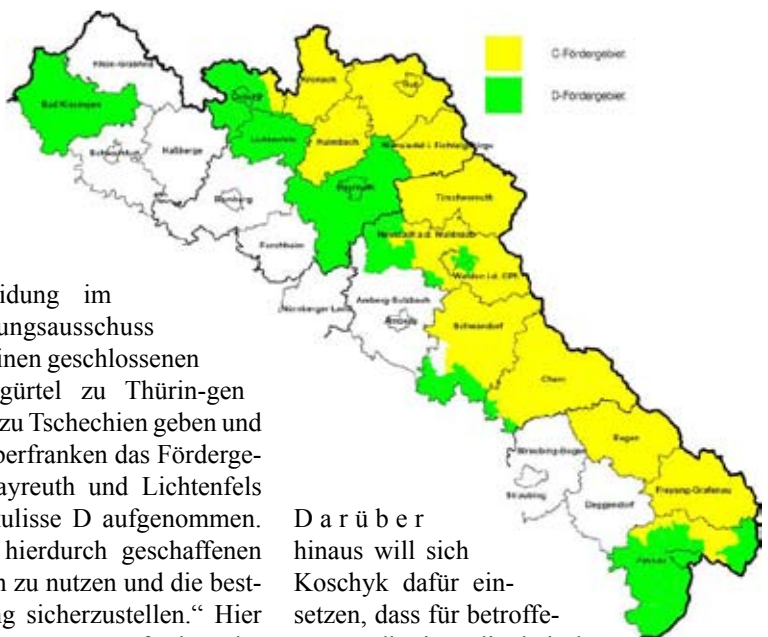 C-Fördergebiet
D-Fördergebiet
Rhön-Grabfeld
Bad Kissingen
Schweinfurt
Haßberge
Bamberg
Forchheim
Coburg
Lichtenfels
Kronach
Kulmbach
Hof
Wunsiedel i. Fichtelgebirge
Bayreuth
Tirschenreuth
Neustadt a.d. Waldnaab
Weiden i.d. OPf.
Nürnberger Land
Amberg-Sulzbach
Amberg
Schwandorf
Cham
Regen
Straubing-Bogen
Straubing
Deggendorf
Freyung-Grafenau
Passau
idung im
ungsausschuss
inen geschlossenen
gürtel zu Thürin-gen
zu Tschechien geben und
berfranken das Förderge-
ayreuth und Lichtenfels
kulisse D aufgenommen.
hierdurch geschaffenen
n zu nutzen und die best-
ng sicherzustellen.“ Hier
Darüber
hinaus will sich
Koschyk dafür ein-
setzen, dass für betroffe-